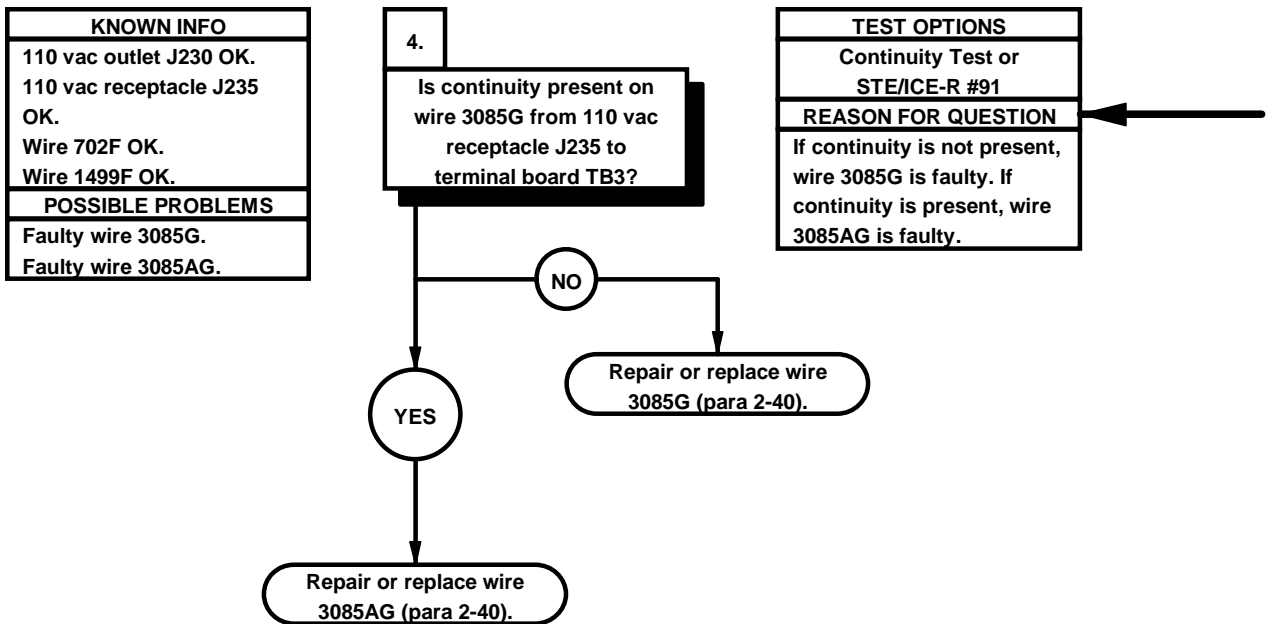 KNOWN INFO
110 vac outlet J230 OK.
110 vac receptacle J235
OK.
Wire 702F OK.
Wire 1499F OK.
POSSIBLE PROBLEMS
Faulty wire 3085G.
Faulty wire 3085AG.
4.
Is continuity present on
wire 3085G from 110 vac
receptacle J235 to
terminal board TB3?
TEST OPTIONS
Continuity Test or
STE/ICE-R #91
REASON FOR QUESTION
If continuity is not present,
wire 3085G is faulty. If
continuity is present, wire
3085AG is faulty.
NO
Repair or replace wire
3085G (para 2-40).
YES
Repair or replace wire
3085AG (para 2-40).